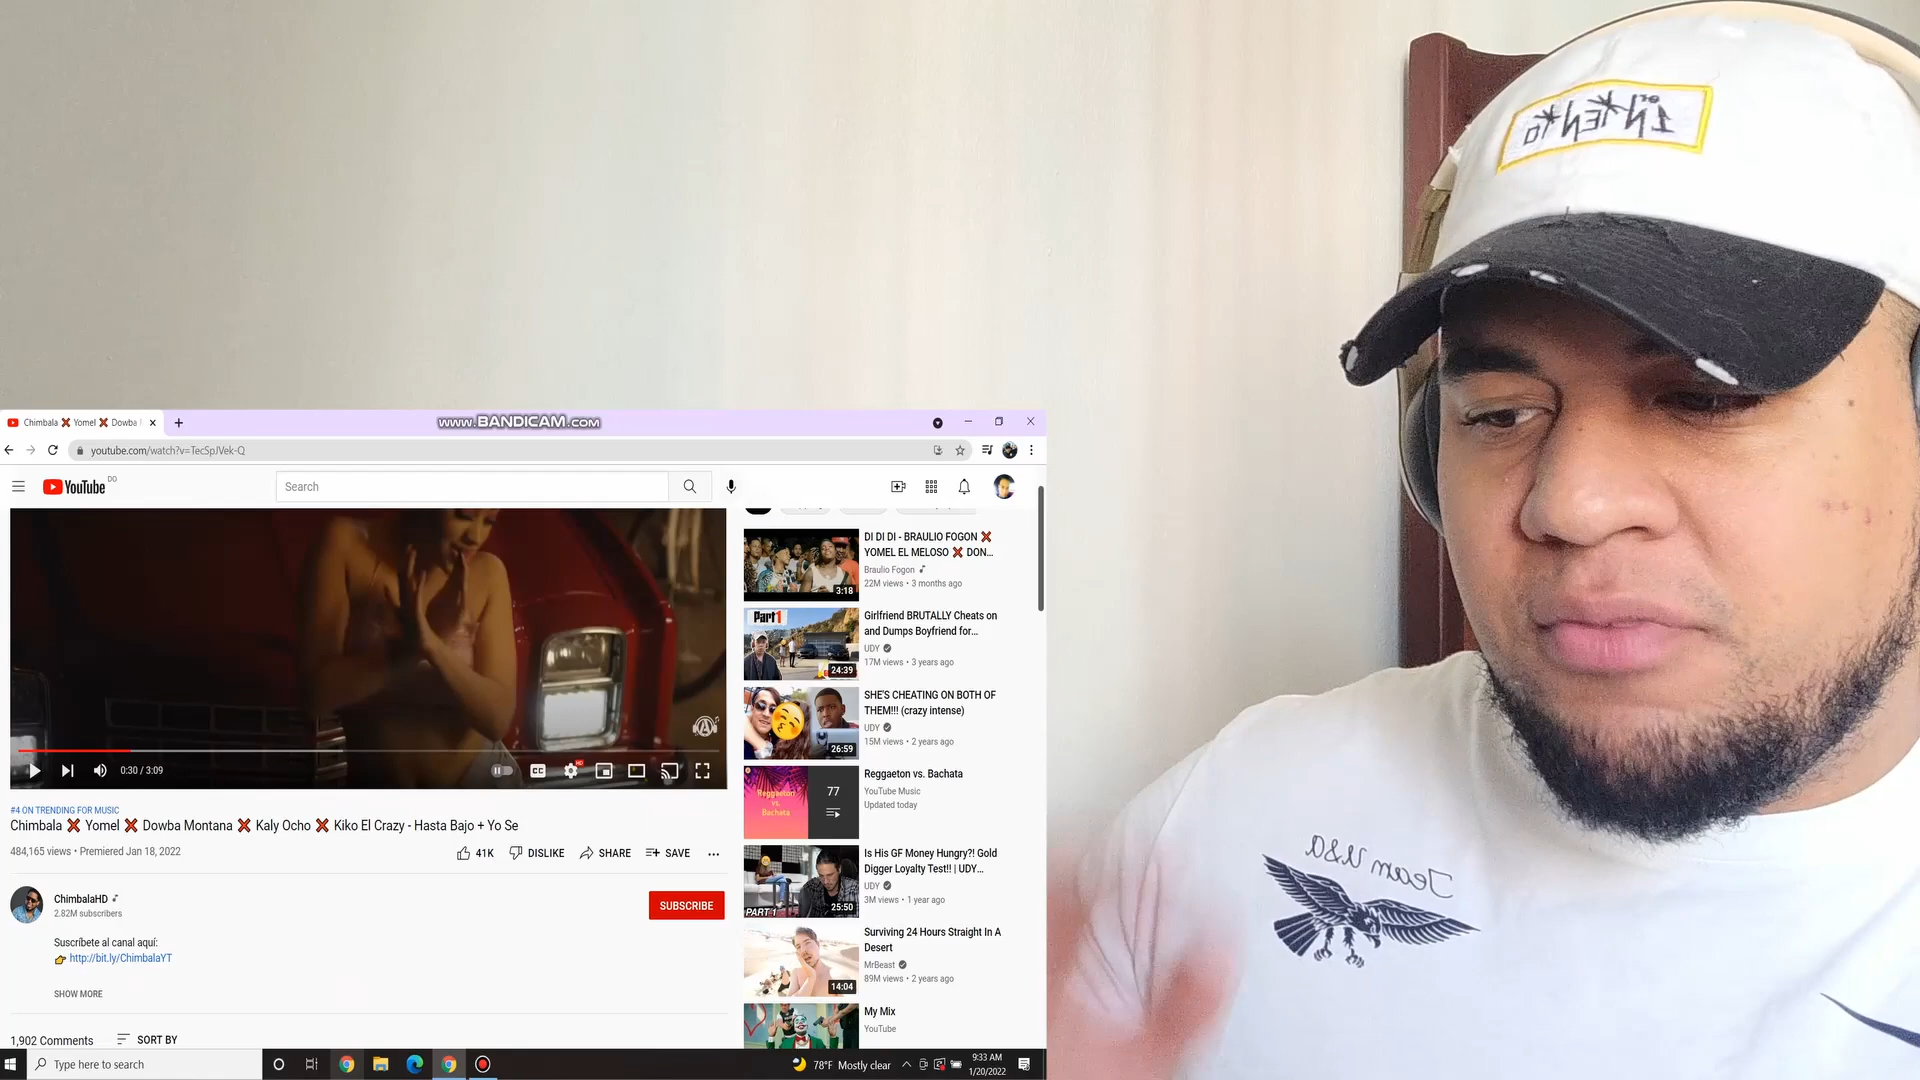 Chimbala ❌ Yomel ❌ Dowba
www.BANDICAM.com
youtube.com/watch?v=TecSpJVek-Q
YouTube DO
Search
DI DI DI - BRAULIO FOGON ❌
YOMEL EL MELOSO ❌ DON...
Braulio Fogon
22M views • 3 months ago
3:18
Part1
Girlfriend BRUTALLY Cheats on
and Dumps Boyfriend for...
UDY
17M views • 3 years ago
24:39
SHE'S CHEATING ON BOTH OF
THEM!!! (crazy intense)
UDY
15M views • 2 years ago
26:59
Reggaeton
vs.
Bachata
77
Reggaeton vs. Bachata
YouTube Music
Updated today
Is His GF Money Hungry?! Gold
Digger Loyalty Test!! | UDY...
UDY
3M views • 1 year ago
PART 1
25:50
Surviving 24 Hours Straight In A
Desert
MrBeast
89M views • 2 years ago
14:04
My Mix
YouTube
0:30 / 3:09
CC
HD
#4 ON TRENDING FOR MUSIC
Chimbala ❌ Yomel ❌ Dowba Montana ❌ Kaly Ocho ❌ Kiko El Crazy - Hasta Bajo + Yo Se
484,165 views • Premiered Jan 18, 2022
41K
DISLIKE
SHARE
SAVE
ChimbalaHD
2.82M subscribers
SUBSCRIBE
Suscríbete al canal aquí:
👉 http://bit.ly/ChimbalaYT
SHOW MORE
1,902 Comments
SORT BY
Type here to search
78°F Mostly clear
9:33 AM
1/20/2022
Team USA